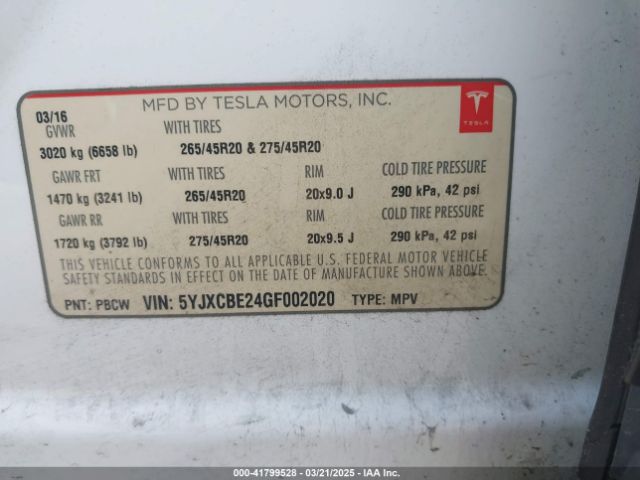 MFD BY TESLA MOTORS, INC.
TESLA
03/16
GVWR WITH TIRES
3020 kg (6658 lb) 265/45R20 & 275/45R20
GAWR FRT WITH TIRES RIM COLD TIRE PRESSURE
1470 kg (3241 lb) 265/45R20 20x9.0 J 290 kPa, 42 psi
GAWR RR WITH TIRES RIM COLD TIRE PRESSURE
1720 kg (3792 lb) 275/45R20 20x9.5 J 290 kPa, 42 psi
THIS VEHICLE CONFORMS TO ALL APPLICABLE U.S. FEDERAL MOTOR VEHICLE
SAFETY STANDARDS IN EFFECT ON THE DATE OF MANUFACTURE SHOWN ABOVE.
PNT: PBCW VIN: 5YJXCBE24GF002020 TYPE: MPV
000-41799528 - 03/21/2025 - IAA Inc.